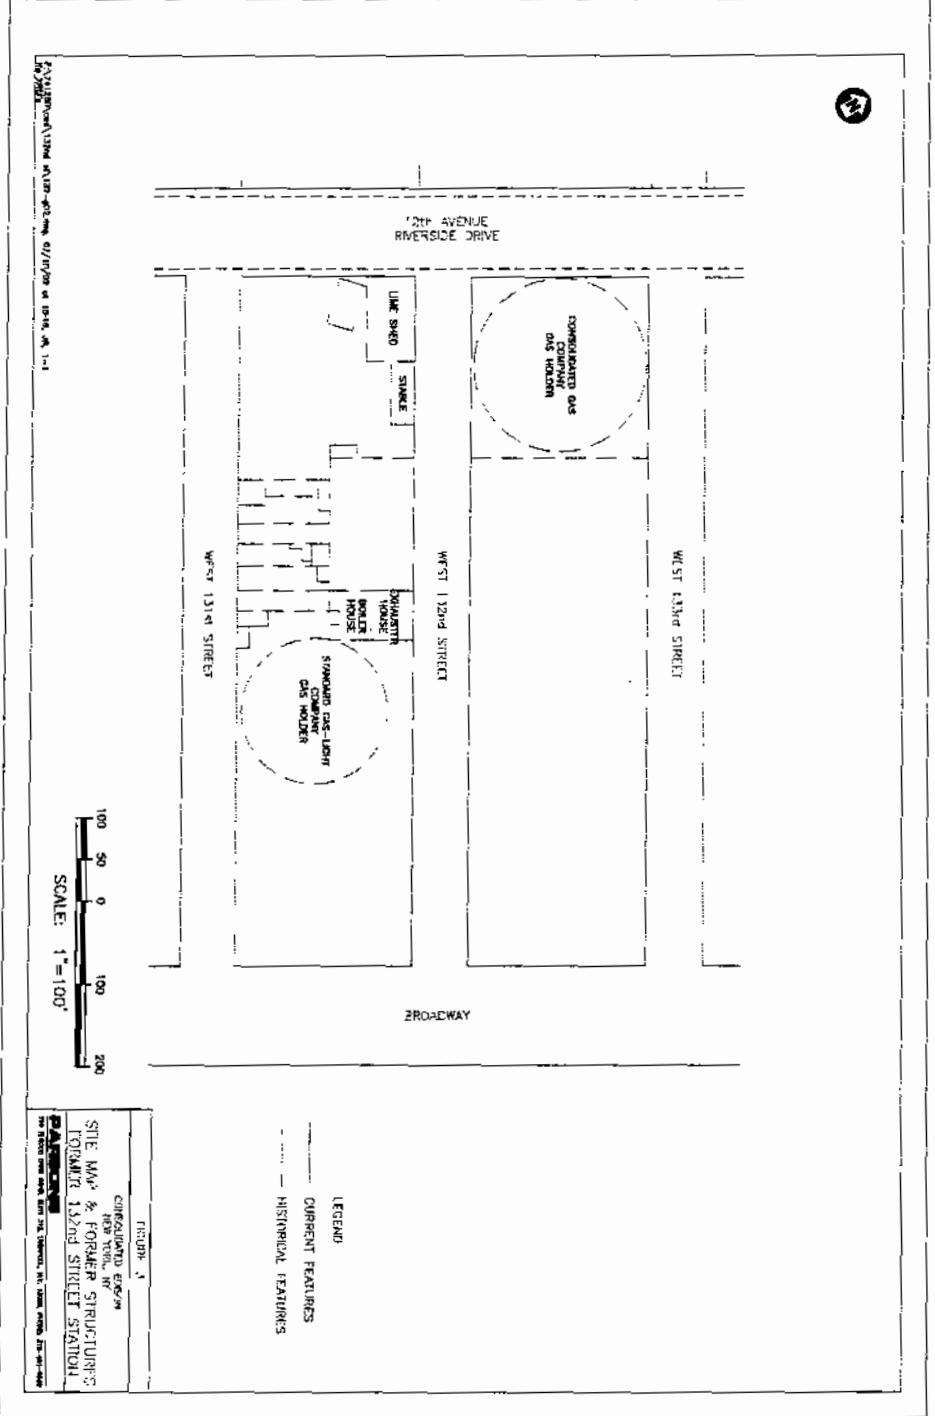 N
12th AVENUE
RIVERSIDE DRIVE
LIME SHED
STABLE
CONSOLIDATED GAS
COMPANY
GAS HOLDER
WEST 131st STREET
WEST 132nd STREET
WEST 133rd STREET
EXHAUSTER
HOUSE
BOILER
HOUSE
STANDARD GAS-LIGHT
COMPANY
GAS HOLDER
BROADWAY
100 50 0 100 200
SCALE: 1"=100'
LEGEND
CURRENT FEATURES
HISTORICAL FEATURES
FIGURE
CONSOLIDATED EDISON
NEW YORK, NY
SITE MAP & FORMER STRUCTURES
FORMER 132nd STREET STATION
PARSONS